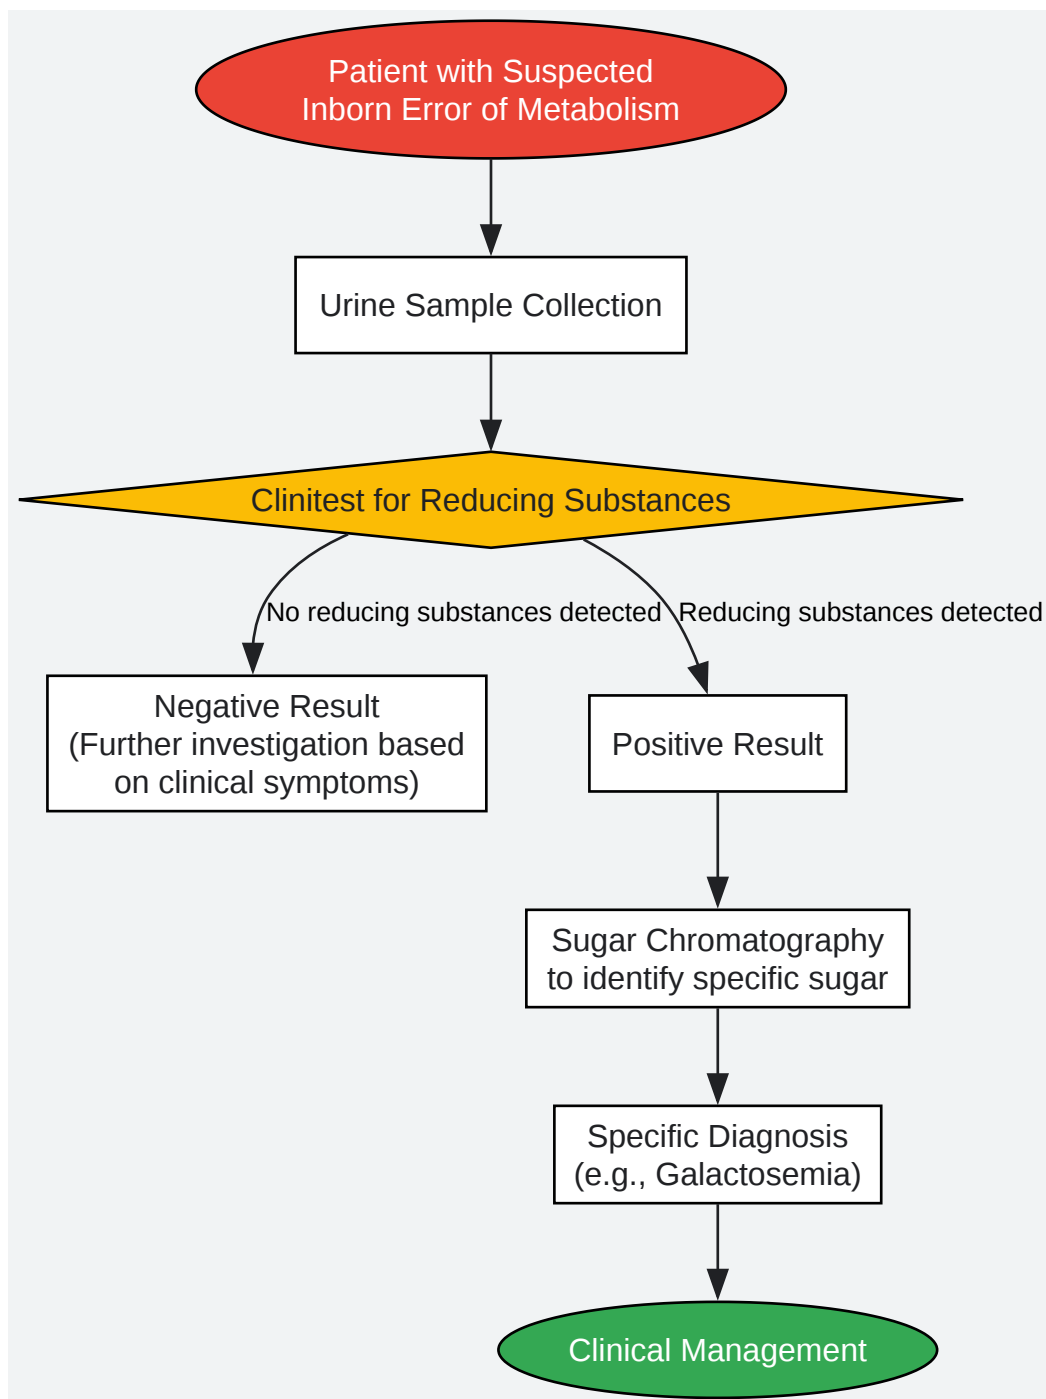 Patient with Suspected
Inborn Error of Metabolism
Urine Sample Collection
Clinitest for Reducing Substances
No reducing substances detected
Reducing substances detected
Negative Result
(Further investigation based
on clinical symptoms)
Positive Result
Sugar Chromatography
to identify specific sugar
Specific Diagnosis
(e.g., Galactosemia)
Clinical Management